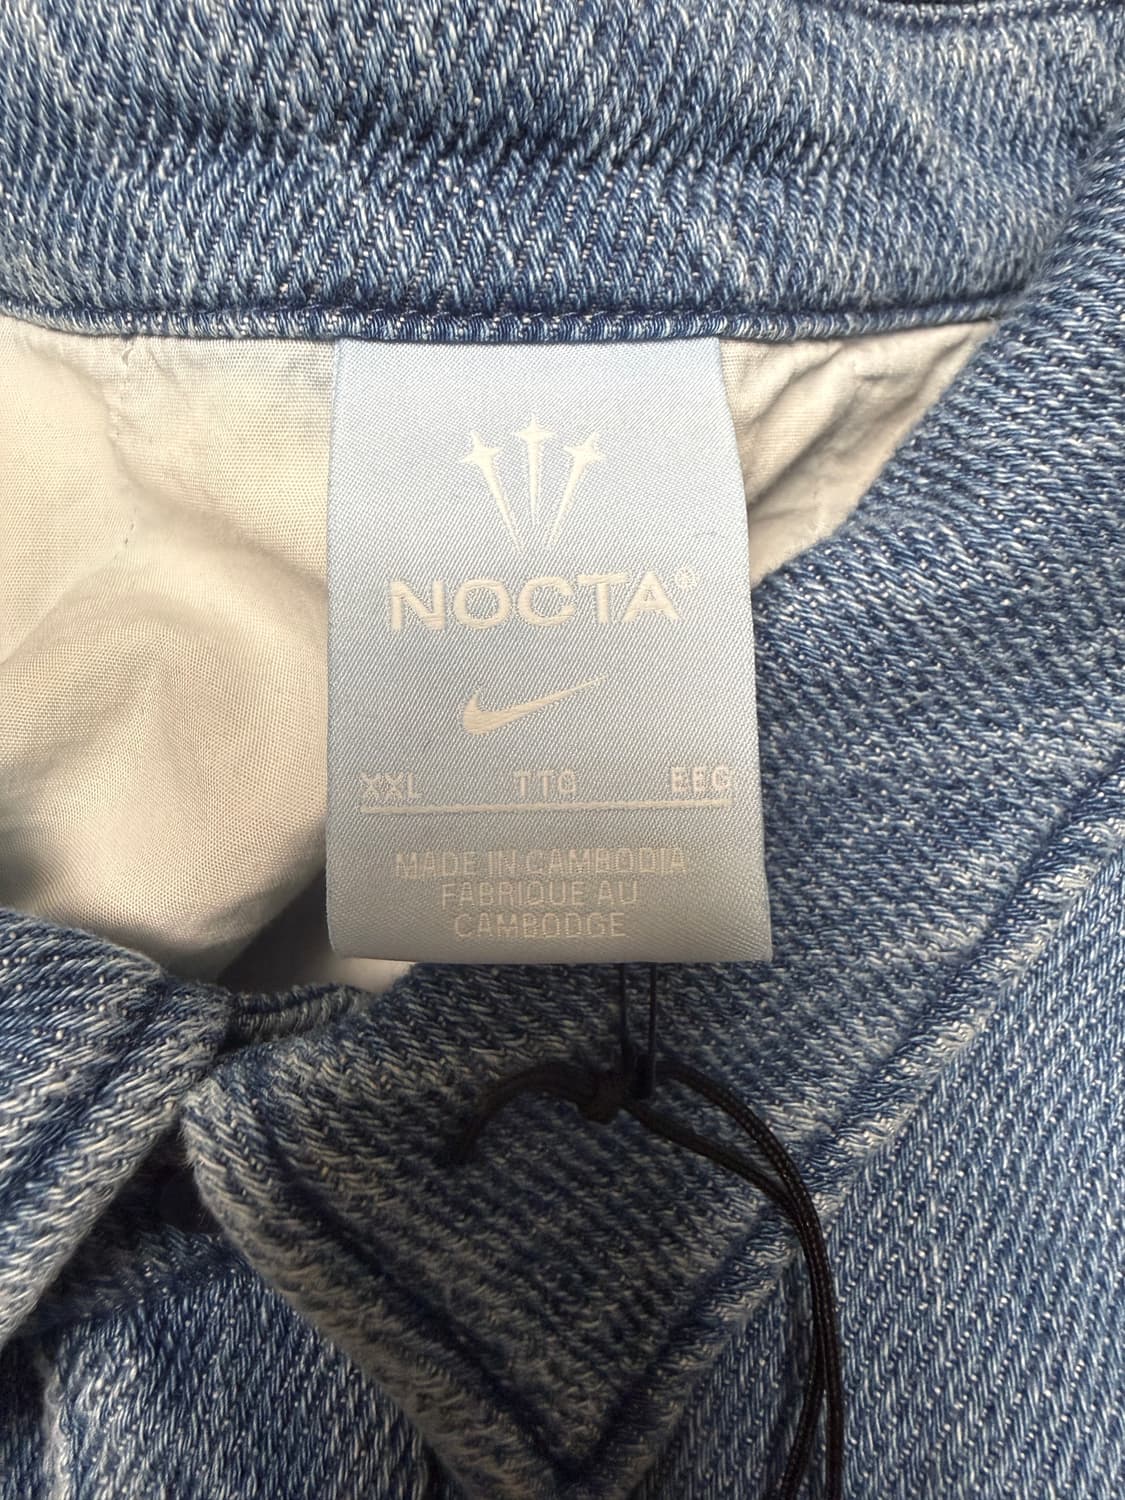 NOCTA®
XXL TTG EEG
MADE IN CAMBODIA
FABRIQUE AU
CAMBODGE